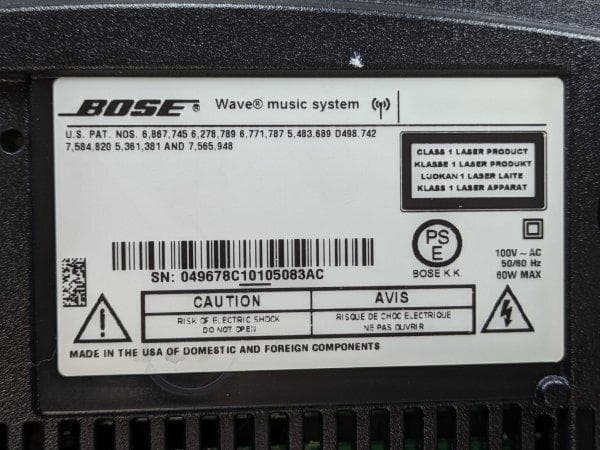 BOSE® Wave® music system
U.S. PAT. NOS. 6,867,745 6,278,789 6,771,787 5,483,689 D498,742
7,584,820 5,361,381 AND 7,565,948
CLASS 1 LASER PRODUCT
KLASSE 1 LASER PRODUKT
LUOKAN 1 LASER LAITE
KLASS 1 LASER APPARAT
PS
E
BOSE K.K.
100V ~ AC
50/60 Hz
60W MAX
SN: 049678C10105083AC
CAUTION
RISK OF ELECTRIC SHOCK
DO NOT OPEN
AVIS
RISQUE DE CHOC ELECTRIQUE
NE PAS OUVRIR
MADE IN THE USA OF DOMESTIC AND FOREIGN COMPONENTS